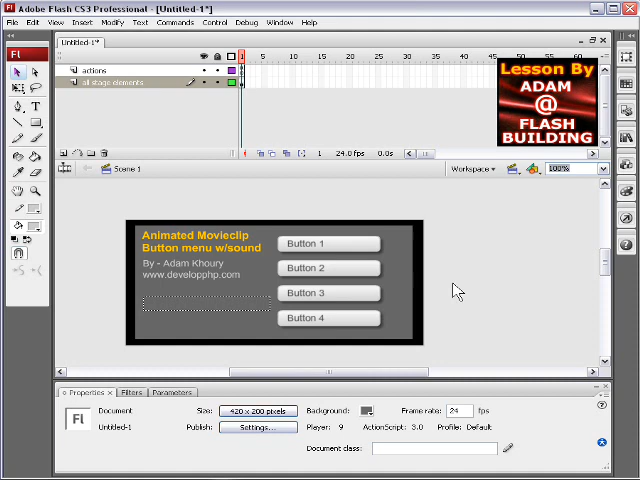 Adobe Flash CS3 Professional - [Untitled-1*]
File Edit View Insert Modify Text Commands Control Debug Window Help
Fl
Untitled-1*
1 5 10 15 20 25 30 35 40 45 50 55 60
actions
all stage elements
1 24.0 fps 0.0s
Scene 1
Workspace
100%
Lesson By
ADAM
@
FLASH
BUILDING
Animated Movieclip
Button menu w/sound
By - Adam Khoury
www.developphp.com
Button 1
Button 2
Button 3
Button 4
Properties × Filters Parameters
Fl
Document
Untitled-1
Size: 420 x 200 pixels
Background:
Frame rate: 24 fps
Publish: Settings...
Player: 9
ActionScript: 3.0
Profile: Default
Document class: